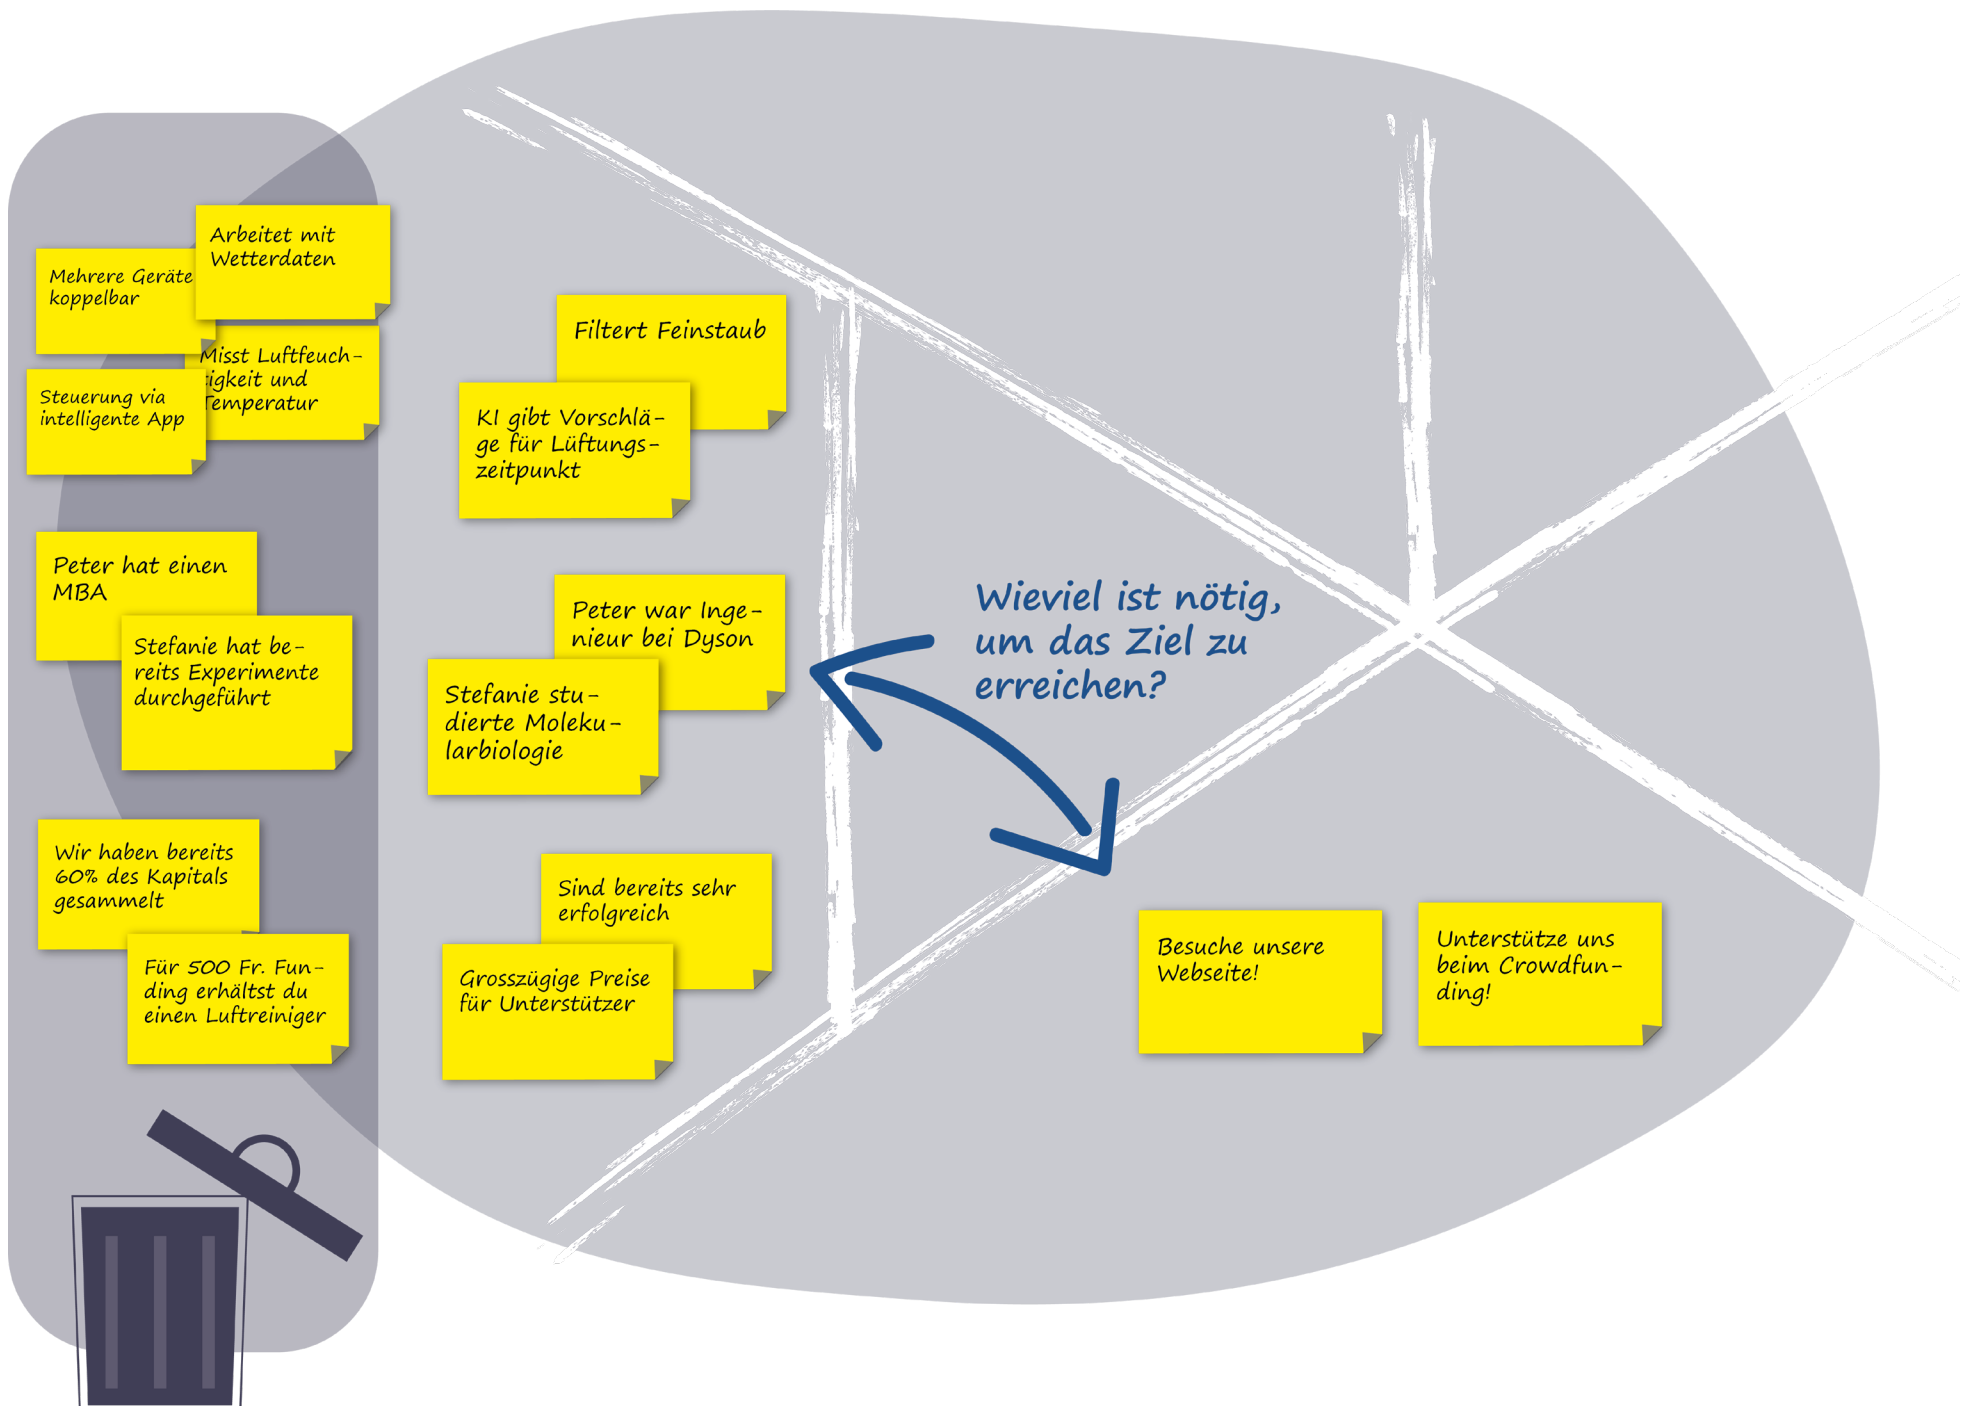 Arbeitet mit
Wetterdaten
Mehrere Geräte
koppelbar
Misst Luftfeuch-
tigkeit und
Temperatur
Steuerung via
intelligente App
Peter hat einen
MBA
Stefanie hat be-
reits Experimente
durchgeführt
Wir haben bereits
60% des Kapitals
gesammelt
Für 500 Fr. Fun-
ding erhältst du
einen Luftreiniger
Filtert Feinstaub
KI gibt Vorschlä-
ge für Lüftungs-
zeitpunkt
Peter war Inge-
nieur bei Dyson
Stefanie stu-
dierte Moleku-
larbiologie
Sind bereits sehr
erfolgreich
Grosszügige Preise
für Unterstützer
Wieviel ist nötig,
um das Ziel zu
erreichen?
Besuche unsere
Webseite!
Unterstütze uns
beim Crowdfun-
ding!